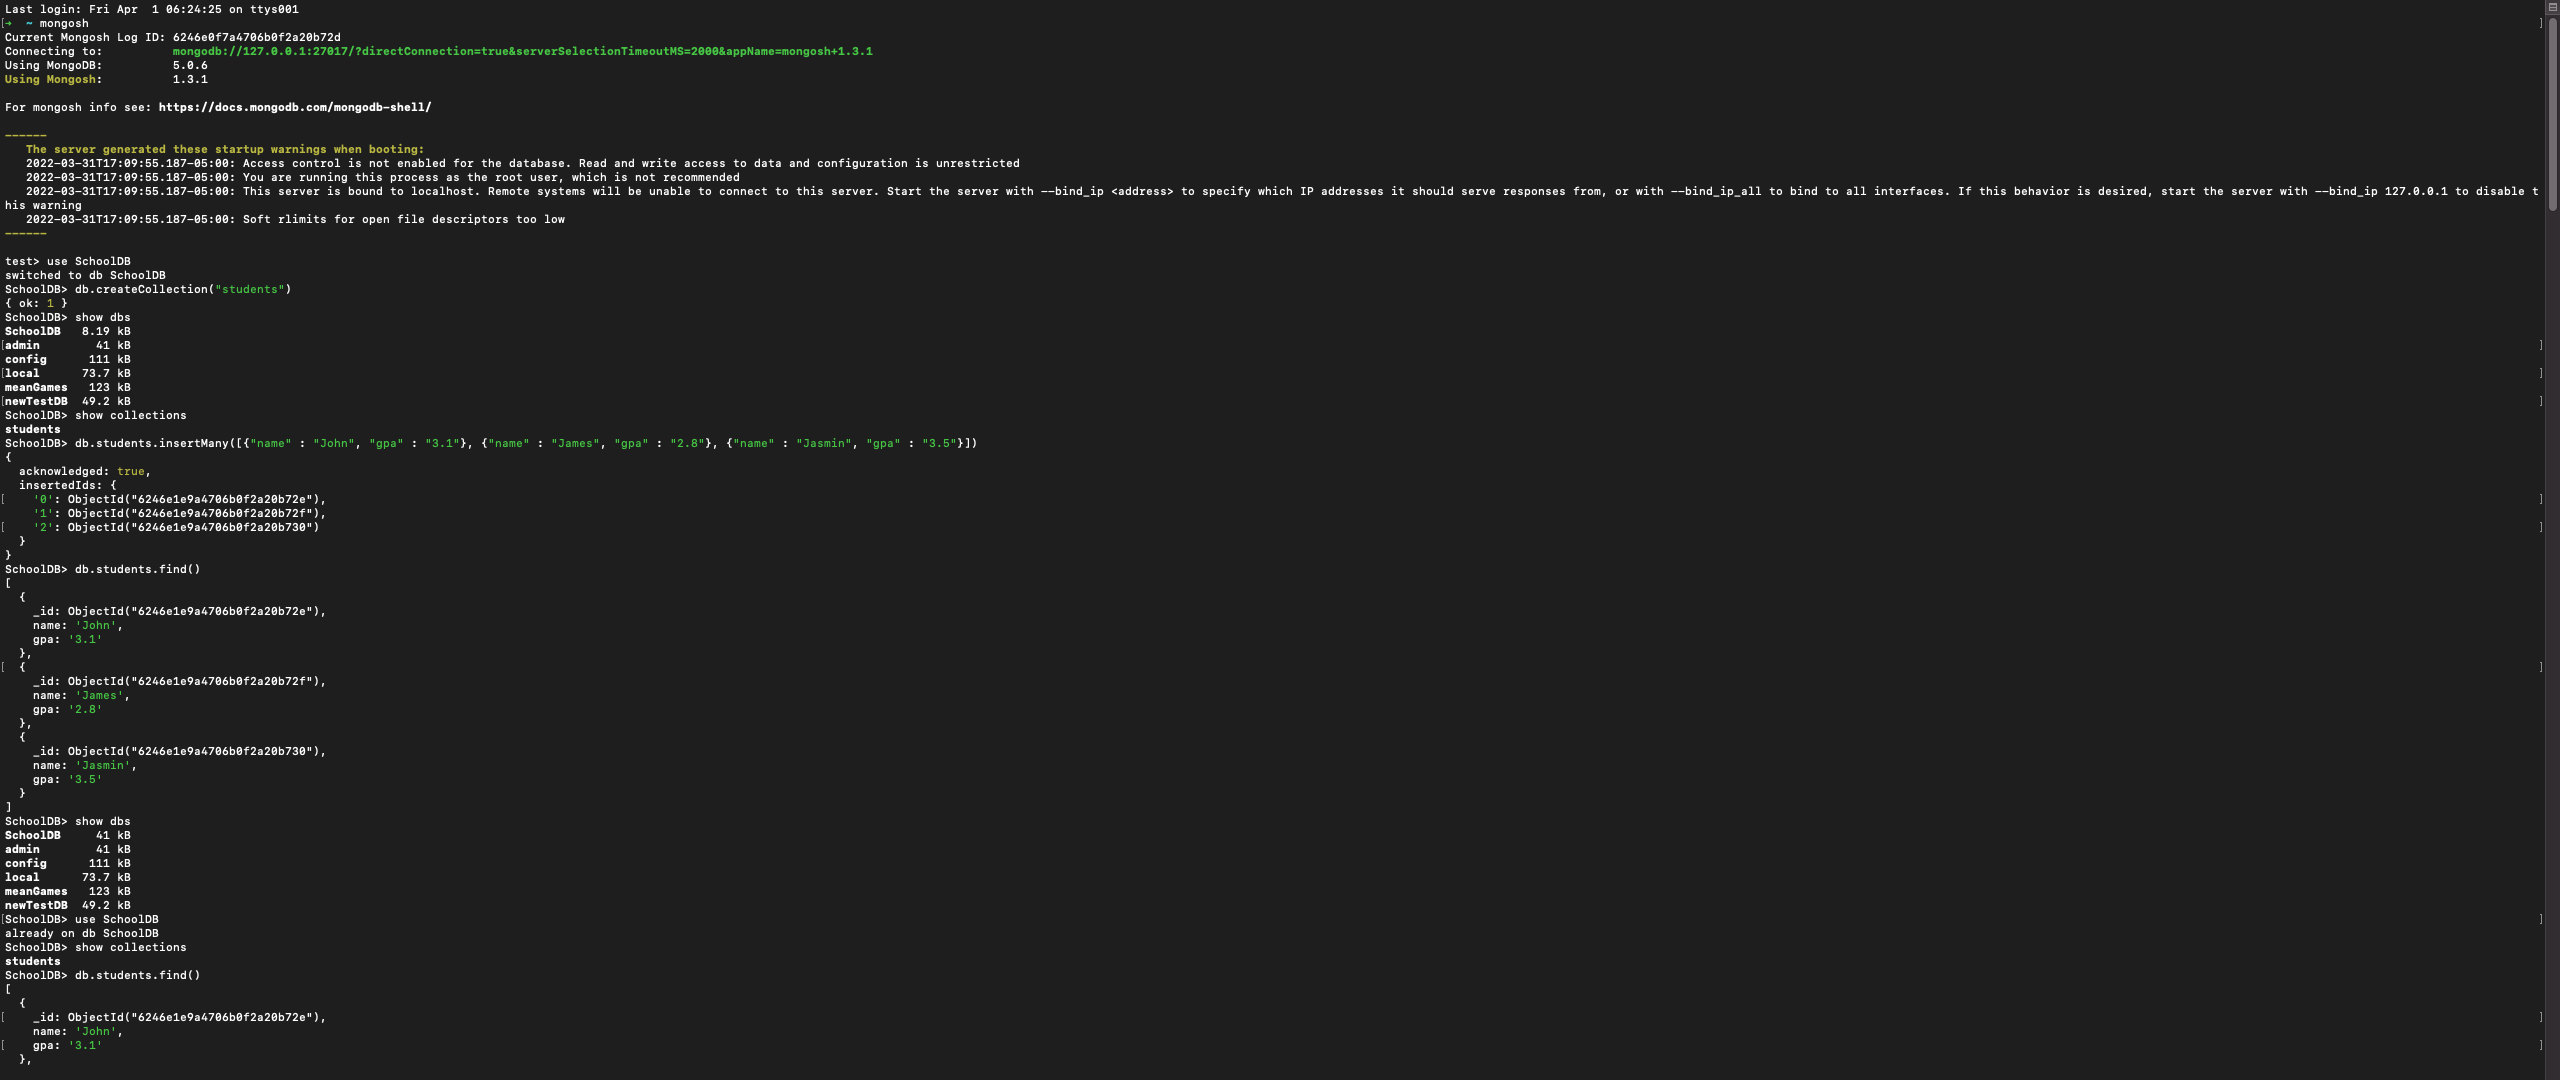 Last login: Fri Apr  1 06:24:25 on ttys001
[➜  ~ mongosh ]
Current Mongosh Log ID: 6246e0f7a4706b0f2a20b72d
Connecting to:          mongodb://127.0.0.1:27017/?directConnection=true&serverSelectionTimeoutMS=2000&appName=mongosh+1.3.1
Using MongoDB:          5.0.6
Using Mongosh:          1.3.1
For mongosh info see: https://docs.mongodb.com/mongodb-shell/
------
   The server generated these startup warnings when booting:
   2022-03-31T17:09:55.187-05:00: Access control is not enabled for the database. Read and write access to data and configuration is unrestricted
   2022-03-31T17:09:55.187-05:00: You are running this process as the root user, which is not recommended
   2022-03-31T17:09:55.187-05:00: This server is bound to localhost. Remote systems will be unable to connect to this server. Start the server with --bind_ip <address> to specify which IP addresses it should serve responses from, or with --bind_ip_all to bind to all interfaces. If this behavior is desired, start the server with --bind_ip 127.0.0.1 to disable t
his warning
   2022-03-31T17:09:55.187-05:00: Soft rlimits for open file descriptors too low
------
test> use SchoolDB
switched to db SchoolDB
SchoolDB> db.createCollection("students")
{ ok: 1 }
SchoolDB> show dbs
SchoolDB   8.19 kB
[admin        41 kB ]
config      111 kB
[local      73.7 kB ]
meanGames   123 kB
[newTestDB  49.2 kB ]
SchoolDB> show collections
students
SchoolDB> db.students.insertMany([{"name" : "John", "gpa" : "3.1"}, {"name" : "James", "gpa" : "2.8"}, {"name" : "Jasmin", "gpa" : "3.5"}])
{
  acknowledged: true,
  insertedIds: {
[    '0': ObjectId("6246e1e9a4706b0f2a20b72e"), ]
    '1': ObjectId("6246e1e9a4706b0f2a20b72f"),
[    '2': ObjectId("6246e1e9a4706b0f2a20b730") ]
  }
}
SchoolDB> db.students.find()
[
  {
    _id: ObjectId("6246e1e9a4706b0f2a20b72e"),
    name: 'John',
    gpa: '3.1'
  },
[  { ]
    _id: ObjectId("6246e1e9a4706b0f2a20b72f"),
    name: 'James',
    gpa: '2.8'
  },
  {
    _id: ObjectId("6246e1e9a4706b0f2a20b730"),
    name: 'Jasmin',
    gpa: '3.5'
  }
]
SchoolDB> show dbs
SchoolDB     41 kB
admin        41 kB
config      111 kB
local      73.7 kB
meanGames   123 kB
newTestDB  49.2 kB
[SchoolDB> use SchoolDB ]
already on db SchoolDB
SchoolDB> show collections
students
SchoolDB> db.students.find()
[
  {
[    _id: ObjectId("6246e1e9a4706b0f2a20b72e"), ]
    name: 'John',
[    gpa: '3.1' ]
  },